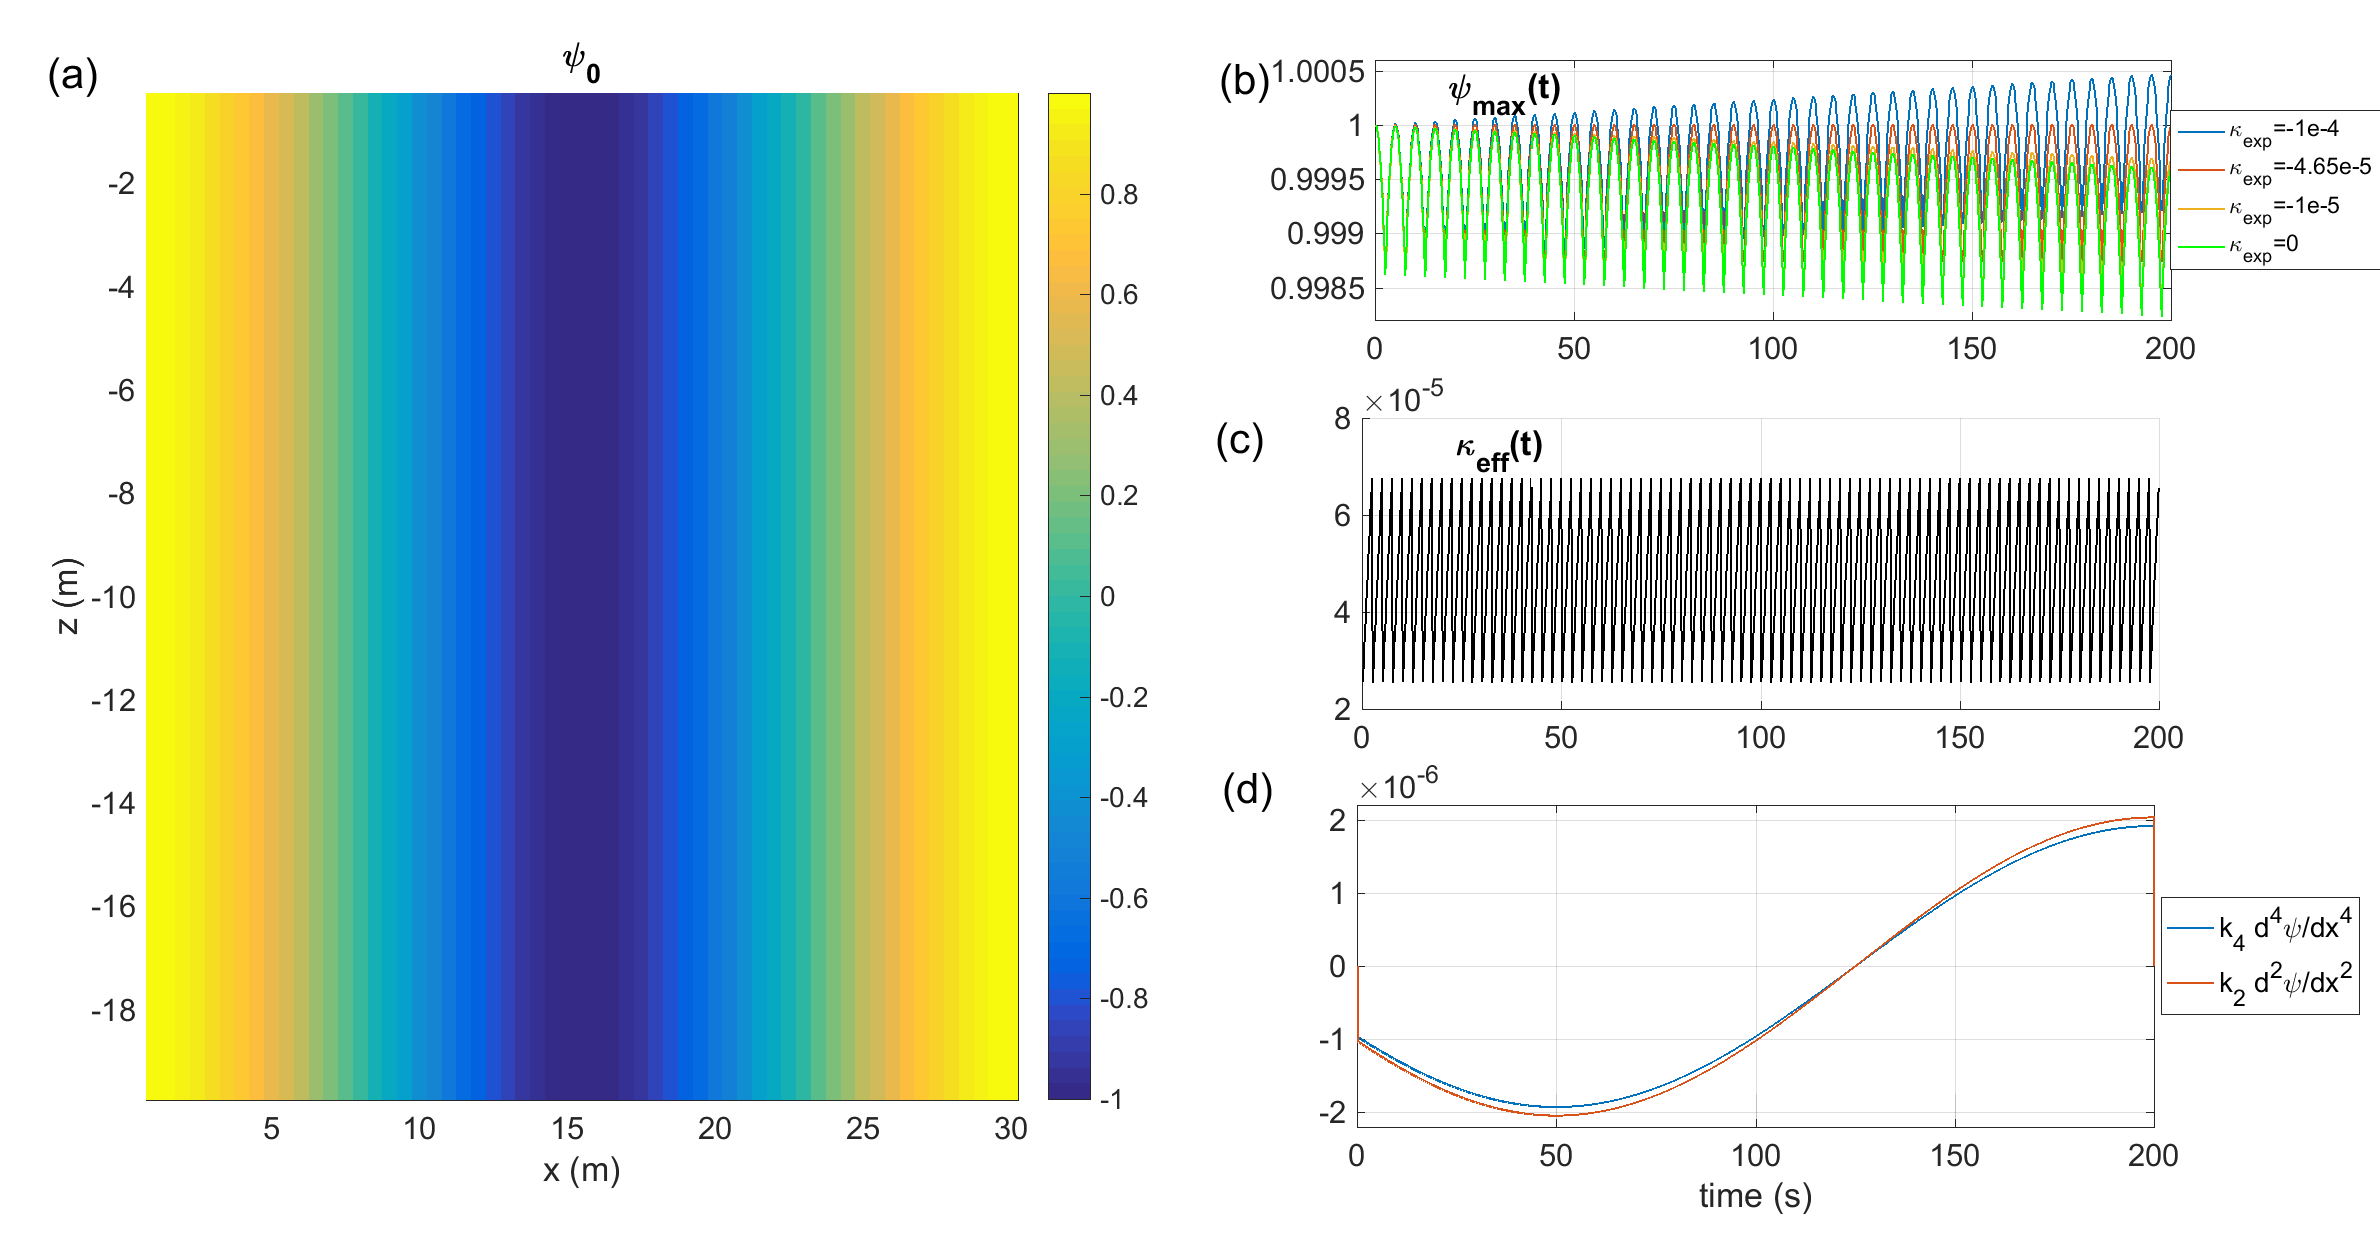 (a)
ψ0
-2
-4
-6
-8
-10
-12
-14
-16
-18
z (m)
5 10 15 20 25 30
x (m)
0.8
0.6
0.4
0.2
0
-0.2
-0.4
-0.6
-0.8
-1
(b)
ψmax(t)
1.0005
1
0.9995
0.999
0.9985
0 50 100 150 200
κexp=-1e-4
κexp=-4.65e-5
κexp=-1e-5
κexp=0
(c)
×10-5
κeff(t)
8
6
4
2
0 50 100 150 200
(d)
×10-6
2
1
0
-1
-2
0 50 100 150 200
time (s)
k4 d4ψ/dx4
k2 d2ψ/dx2